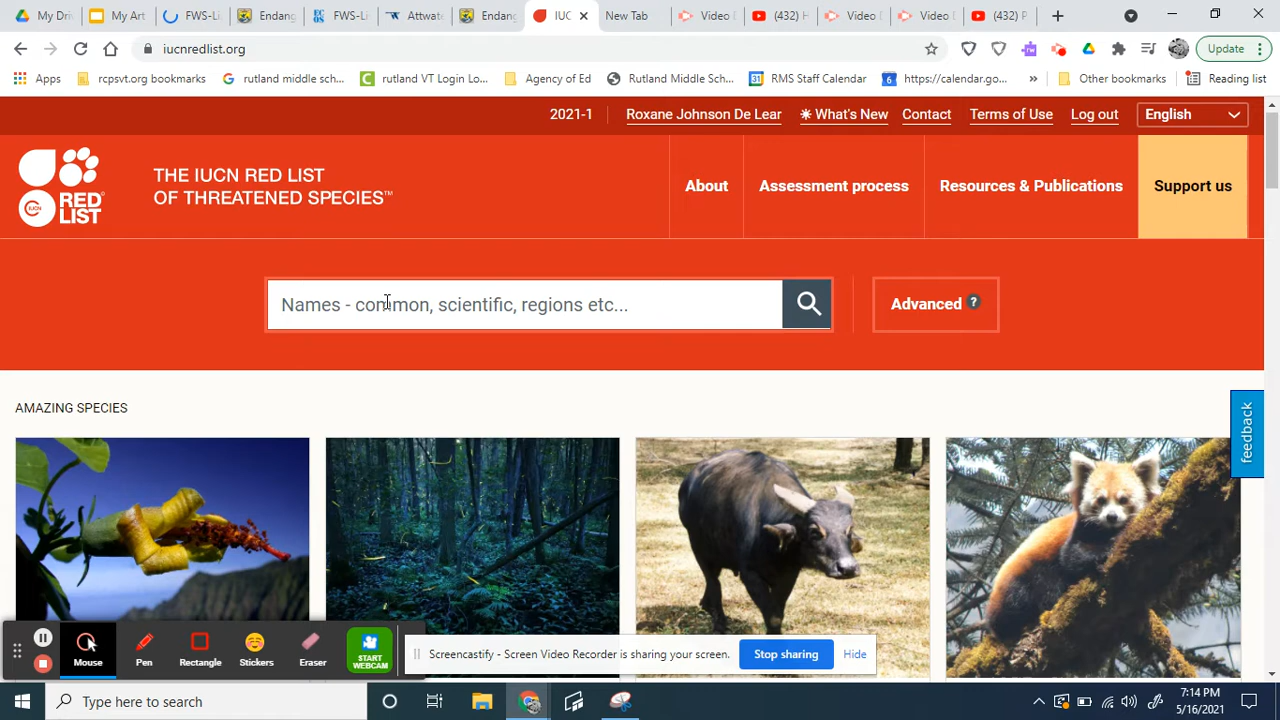 My Driv
My Art
FWS-Li
Endang
FWS-Li
Attwate
Endang
IUC
New Tab
Video D
(432) H
Video D
Video D
(432) P
iucnredlist.org
Update
Apps
rcpsvt.org bookmarks
rutland middle sch...
rutland VT Login Lo...
Agency of Ed
Rutland Middle Sch...
31 RMS Staff Calendar
6 https://calendar.go...
»
Other bookmarks
Reading list
2021-1
Roxane Johnson De Lear
What's New
Contact
Terms of Use
Log out
English
IUCN
RED
LIST
THE IUCN RED LIST
OF THREATENED SPECIES™
About
Assessment process
Resources & Publications
Support us
Names - common, scientific, regions etc...
Advanced ?
AMAZING SPECIES
feedback
Mouse
Pen
Rectangle
Stickers
Eraser
START
WEBCAM
Screencastify - Screen Video Recorder is sharing your screen.
Stop sharing
Hide
Type here to search
7:14 PM
5/16/2021